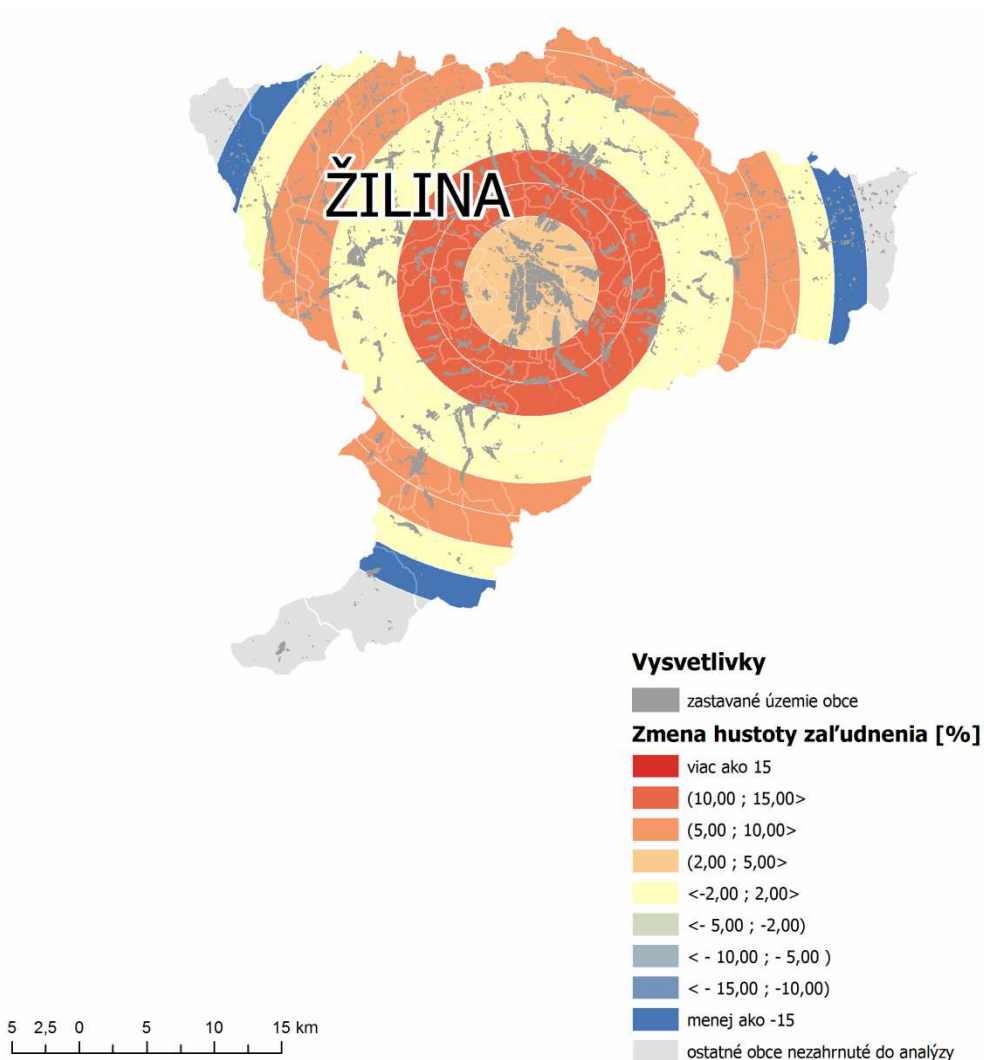 ŽILINA
Vysvetlivky
zastavané územie obce
Zmena hustoty zaľudnenia [%]
viac ako 15
(10,00 ; 15,00>
(5,00 ; 10,00>
(2,00 ; 5,00>
<-2,00 ; 2,00>
<- 5,00 ; -2,00)
< - 10,00 ; - 5,00 )
< - 15,00 ; -10,00)
menej ako -15
ostatné obce nezahrnuté do analýzy
5 2,5 0 5 10 15 km